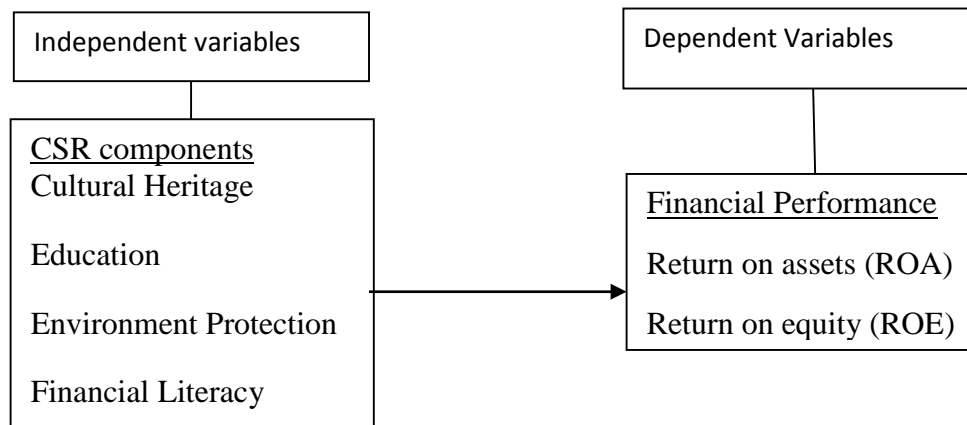 Independent variables
Dependent Variables
CSR components
Cultural Heritage
Education
Environment Protection
Financial Literacy
Financial Performance
Return on assets (ROA)
Return on equity (ROE)